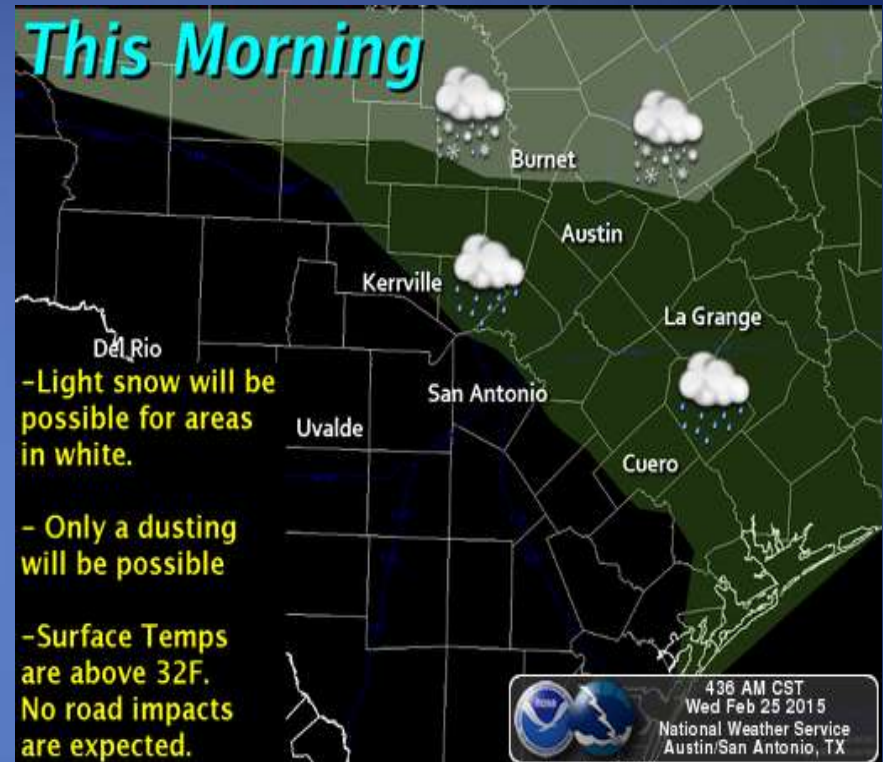 This Morning
Burnet
Austin
Kerrville
La Grange
Del Rio
-Light snow will be
possible for areas
in white.
San Antonio
Uvalde
Cuero
- Only a dusting
will be possible
-Surface Temps
are above 32F.
No road impacts
are expected.
436 AM CST
Wed Feb 25 2015
National Weather Service
Austin/San Antonio, TX